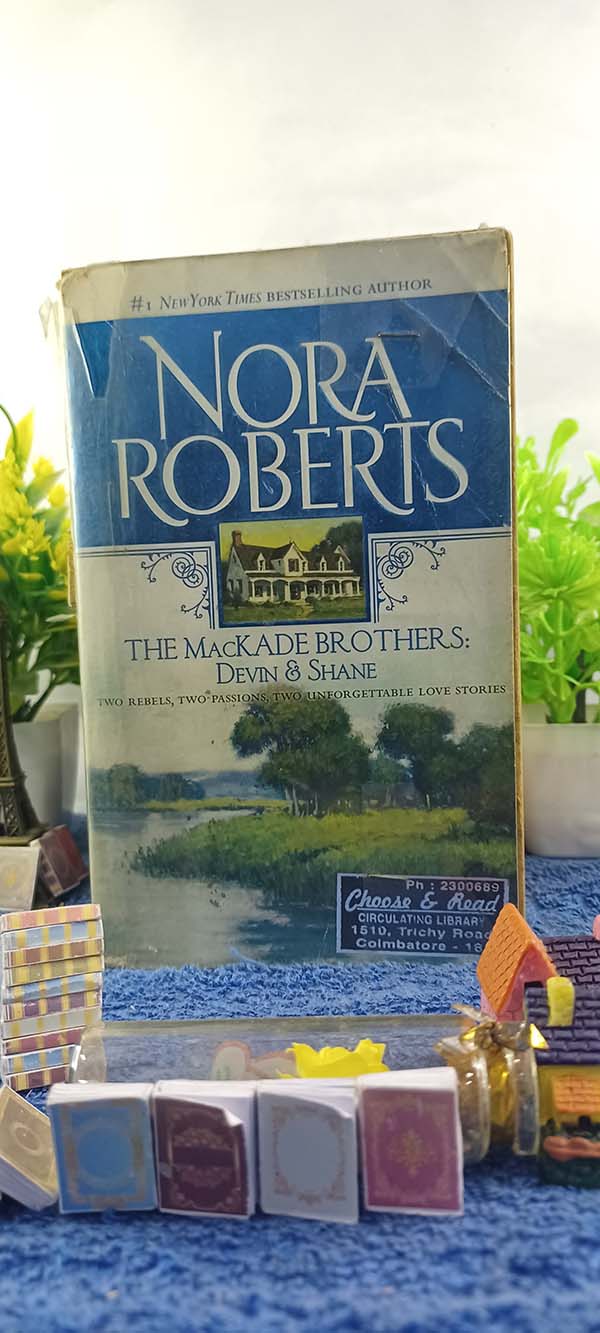 #1 NEW YORK TIMES BESTSELLING AUTHOR
NORA
ROBERTS
THE MACKADE BROTHERS:
DEVIN & SHANE
TWO REBELS, TWO PASSIONS, TWO UNFORGETTABLE LOVE STORIES
Ph : 2300689
Choose & Read
CIRCULATING LIBRARY
1510, Trichy Road
Coimbatore - 18